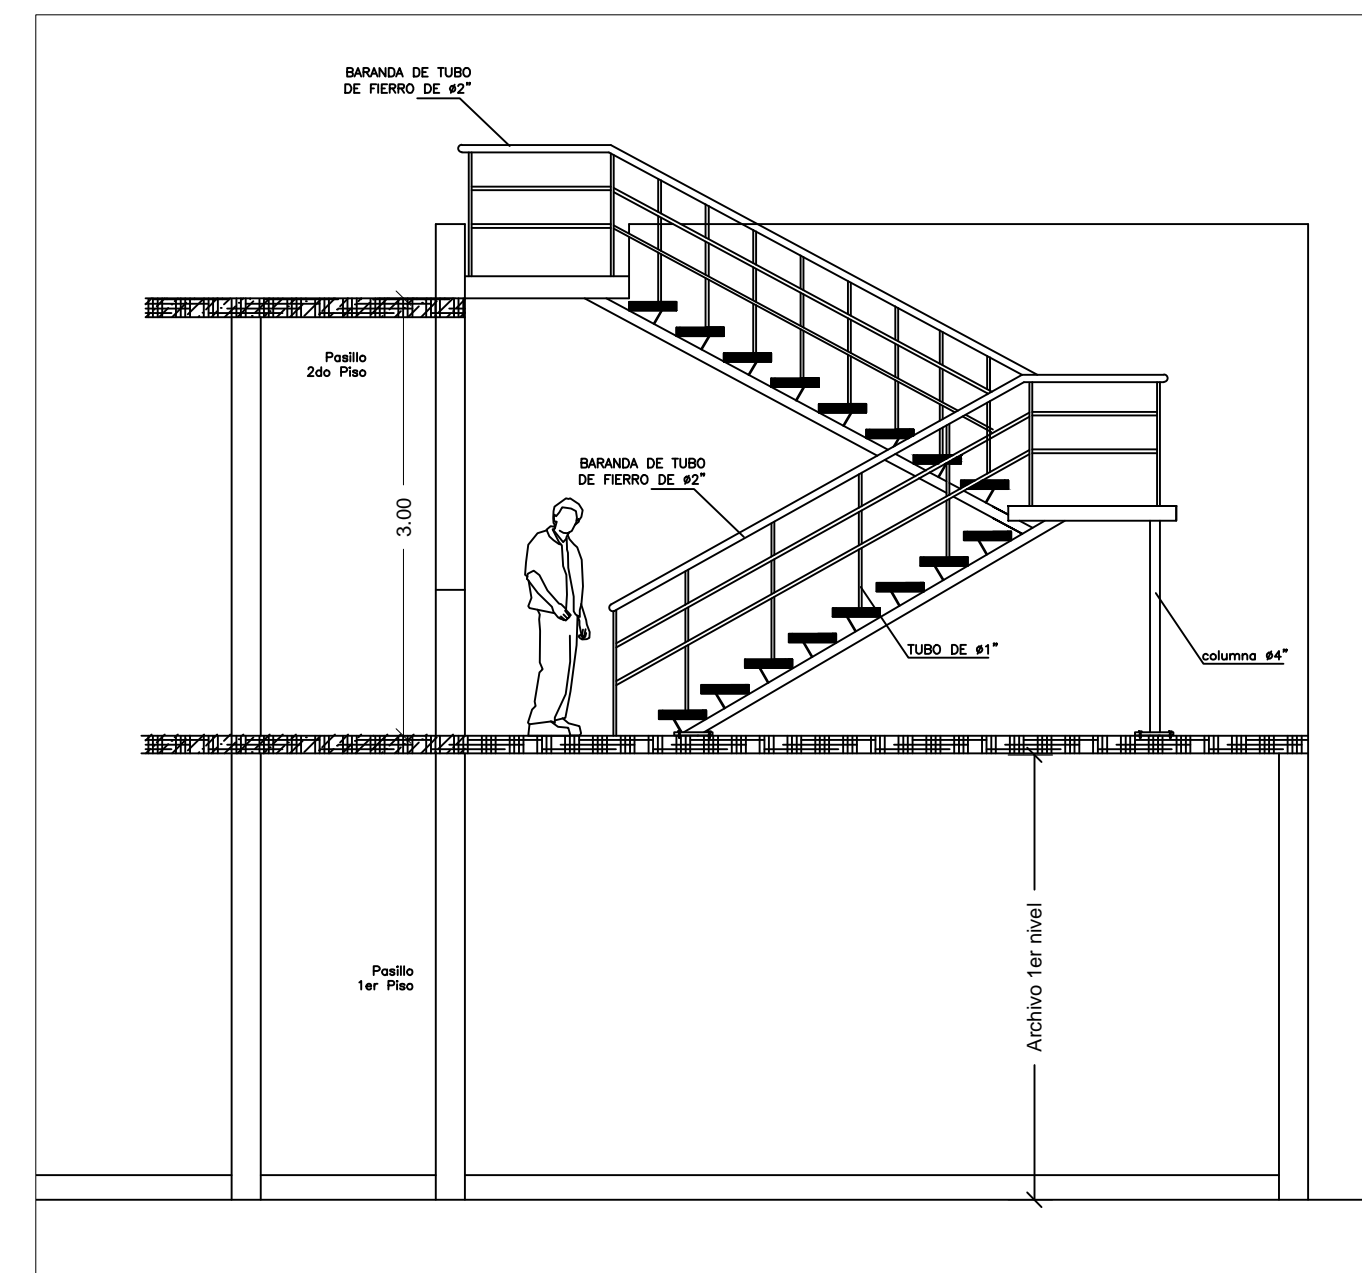 BARANDA DE TUBO
DE FIERRO DE ø2"
Pasillo
2do Piso
3.00
BARANDA DE TUBO
DE FIERRO DE ø2"
TUBO DE ø1"
columna ø4"
Archivo 1er nivel
Pasillo
1er Piso